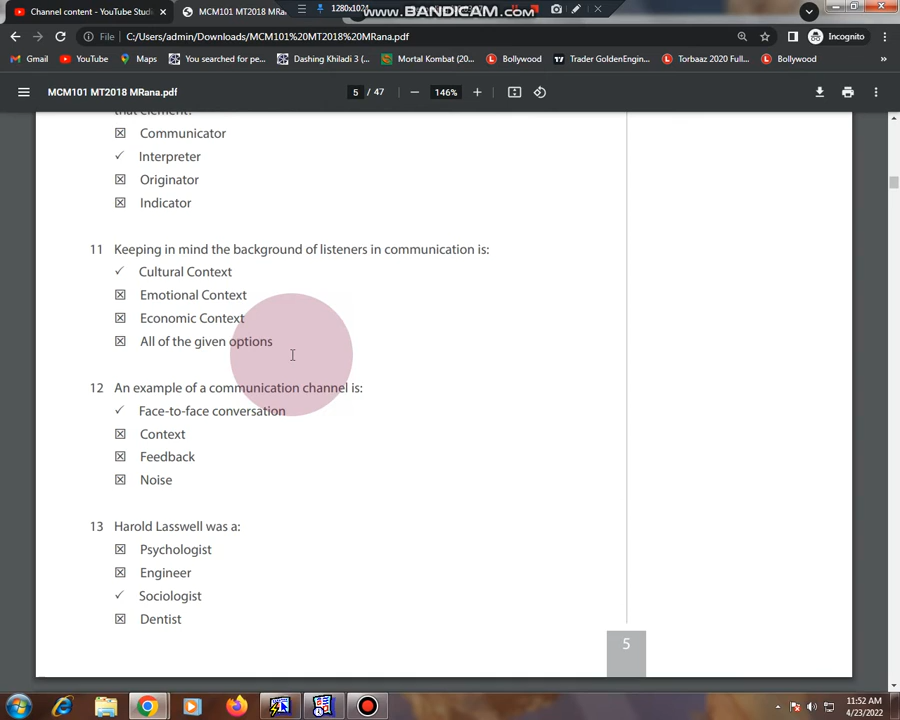 Channel content - YouTube Studi
MCM101 MT2018 MRana.
1280x1024
www.BANDICAM.com
File
C:/Users/admin/Downloads/MCM101%20MT2018%20MRana.pdf
Incognito
Gmail
YouTube
Maps
You searched for pe...
Dashing Khiladi 3 (...
Mortal Kombat (20...
Bollywood
Trader GoldenEngin...
Torbaaz 2020 Full...
Bollywood
MCM101 MT2018 MRana.pdf
5 / 47
146%
that element?
Communicator
Interpreter
Originator
Indicator
11 Keeping in mind the background of listeners in communication is:
Cultural Context
Emotional Context
Economic Context
All of the given options
12 An example of a communication channel is:
Face-to-face conversation
Context
Feedback
Noise
13 Harold Lasswell was a:
Psychologist
Engineer
Sociologist
Dentist
5
11:52 AM
4/23/2022